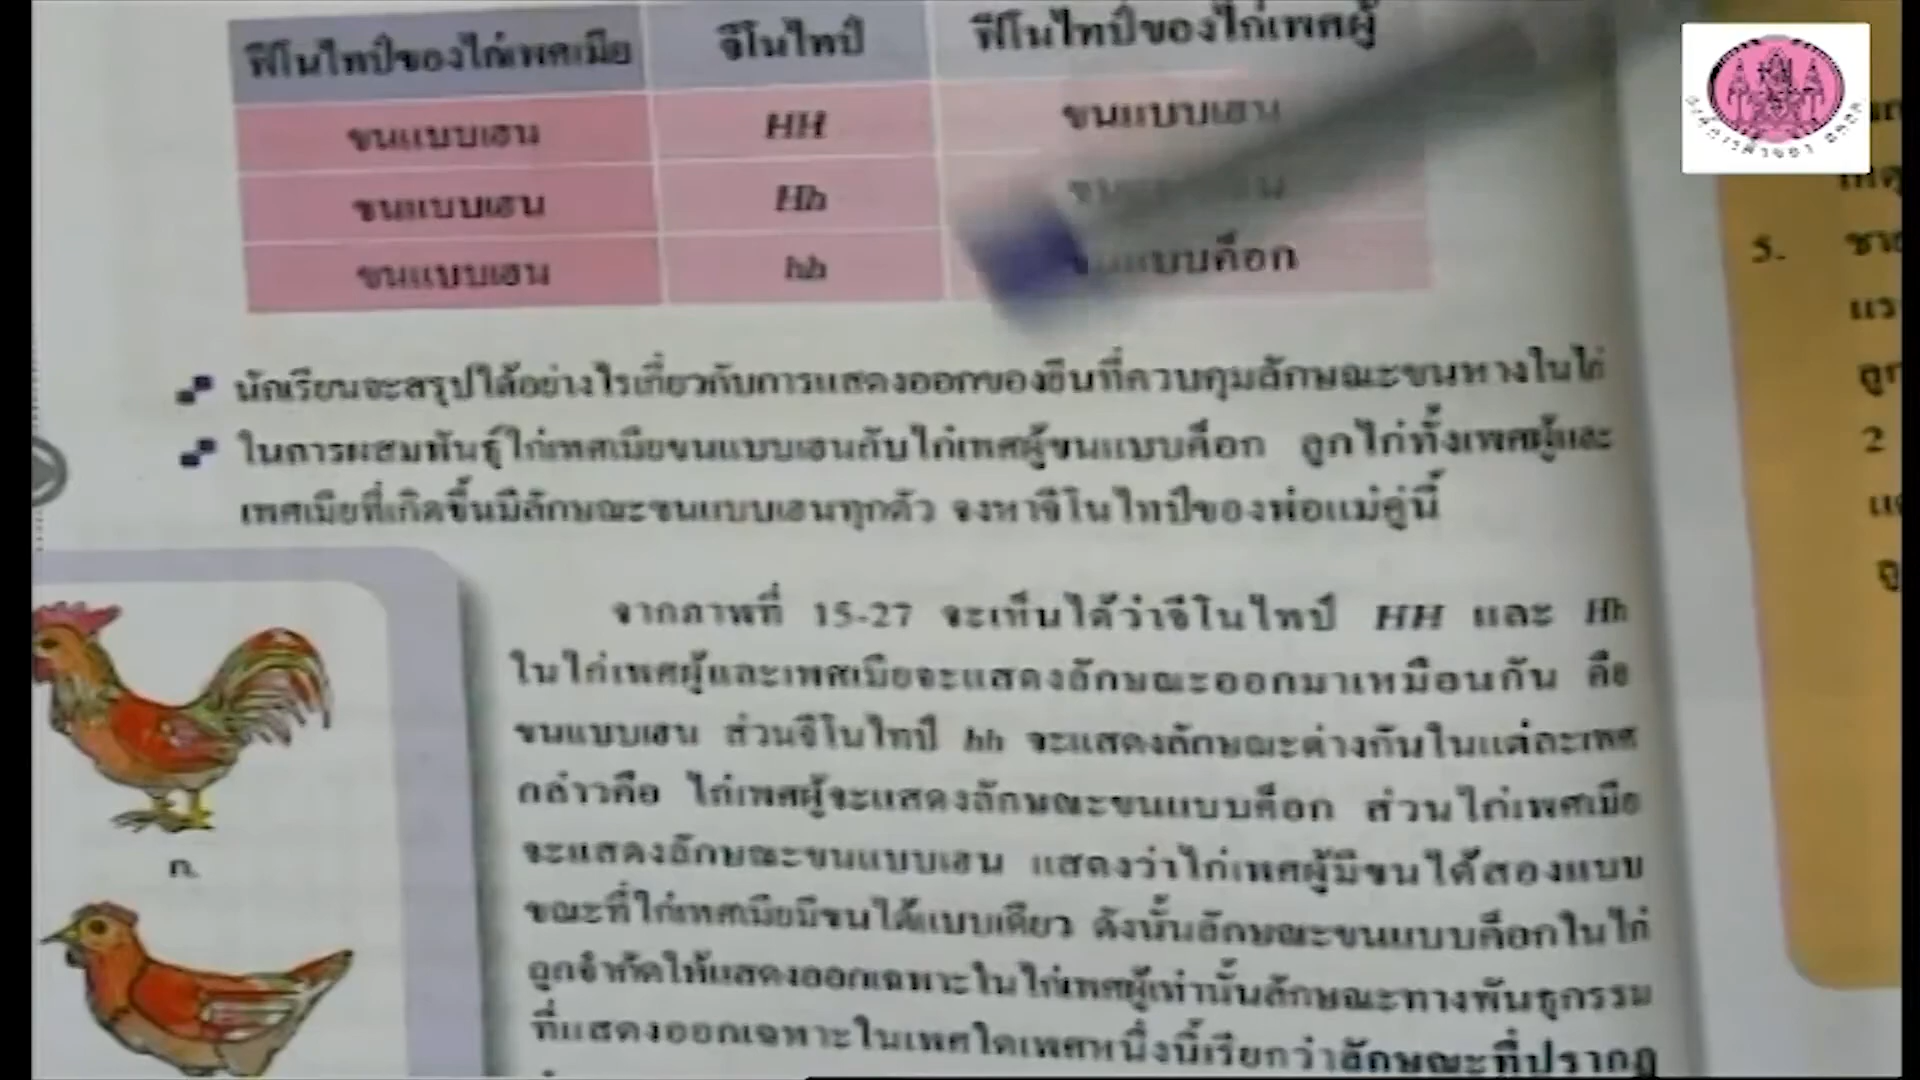 ฟีโนไทป์ของไก่เพศเมีย จีโนไทป์ ฟีโนไทป์ของไก่เพศผู้
ขนแบบเฮน HH ขนแบบเฮน
ขนแบบเฮน Hh
ขนแบบเฮน hh ขนแบบค็อก
นักเรียนจะสรุปได้อย่างไรเกี่ยวกับการแสดงออกของยีนที่ควบคุมลักษณะขนหางในไก่
ในการผสมพันธุ์ไก่เพศเมียขนแบบเฮนกับไก่เพศผู้ขนแบบค็อก ลูกไก่ทั้งเพศผู้และ
เพศเมียที่เกิดขึ้นมีลักษณะขนแบบเฮนทุกตัว จงหาจีโนไทป์ของพ่อแม่คู่นี้
จากภาพที่ 15-27 จะเห็นได้ว่าจีโนไทป์ HH และ Hh
ในไก่เพศผู้และเพศเมียจะแสดงลักษณะออกมาเหมือนกัน คือ
ขนแบบเฮน ส่วนจีโนไทป์ hh จะแสดงลักษณะต่างกันในแต่ละเพศ
กล่าวคือ ไก่เพศผู้จะแสดงลักษณะขนแบบค็อก ส่วนไก่เพศเมีย
จะแสดงลักษณะขนแบบเฮน แสดงว่าไก่เพศผู้มีขนได้สองแบบ
ขณะที่ไก่เพศเมียมีขนได้แบบเดียว ดังนั้นลักษณะขนแบบค็อกในไก่
ถูกจำกัดให้แสดงออกเฉพาะในไก่เพศผู้เท่านั้นลักษณะทางพันธุกรรม
ที่แสดงออกเฉพาะในเพศใดเพศหนึ่งนี้เรียกว่าลักษณะที่ปรากฏ
ก.
5.
2